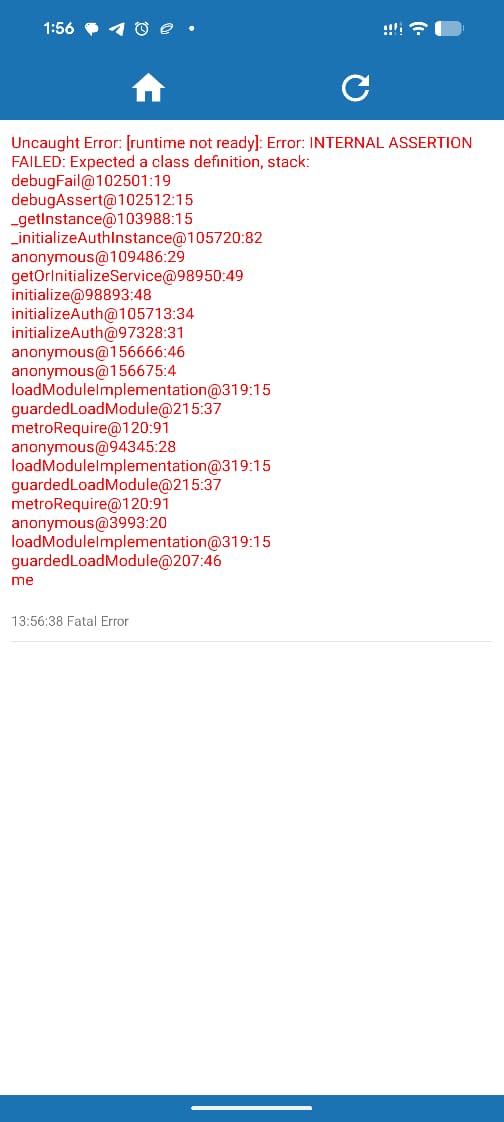 1:56
Uncaught Error: [runtime not ready]: Error: INTERNAL ASSERTION
FAILED: Expected a class definition, stack:
debugFail@102501:19
debugAssert@102512:15
_getInstance@103988:15
_initializeAuthInstance@105720:82
anonymous@109486:29
getOrInitializeService@98950:49
initialize@98893:48
initializeAuth@105713:34
initializeAuth@97328:31
anonymous@156666:46
anonymous@156675:4
loadModuleImplementation@319:15
guardedLoadModule@215:37
metroRequire@120:91
anonymous@94345:28
loadModuleImplementation@319:15
guardedLoadModule@215:37
metroRequire@120:91
anonymous@3993:20
loadModuleImplementation@319:15
guardedLoadModule@207:46
me
13:56:38 Fatal Error